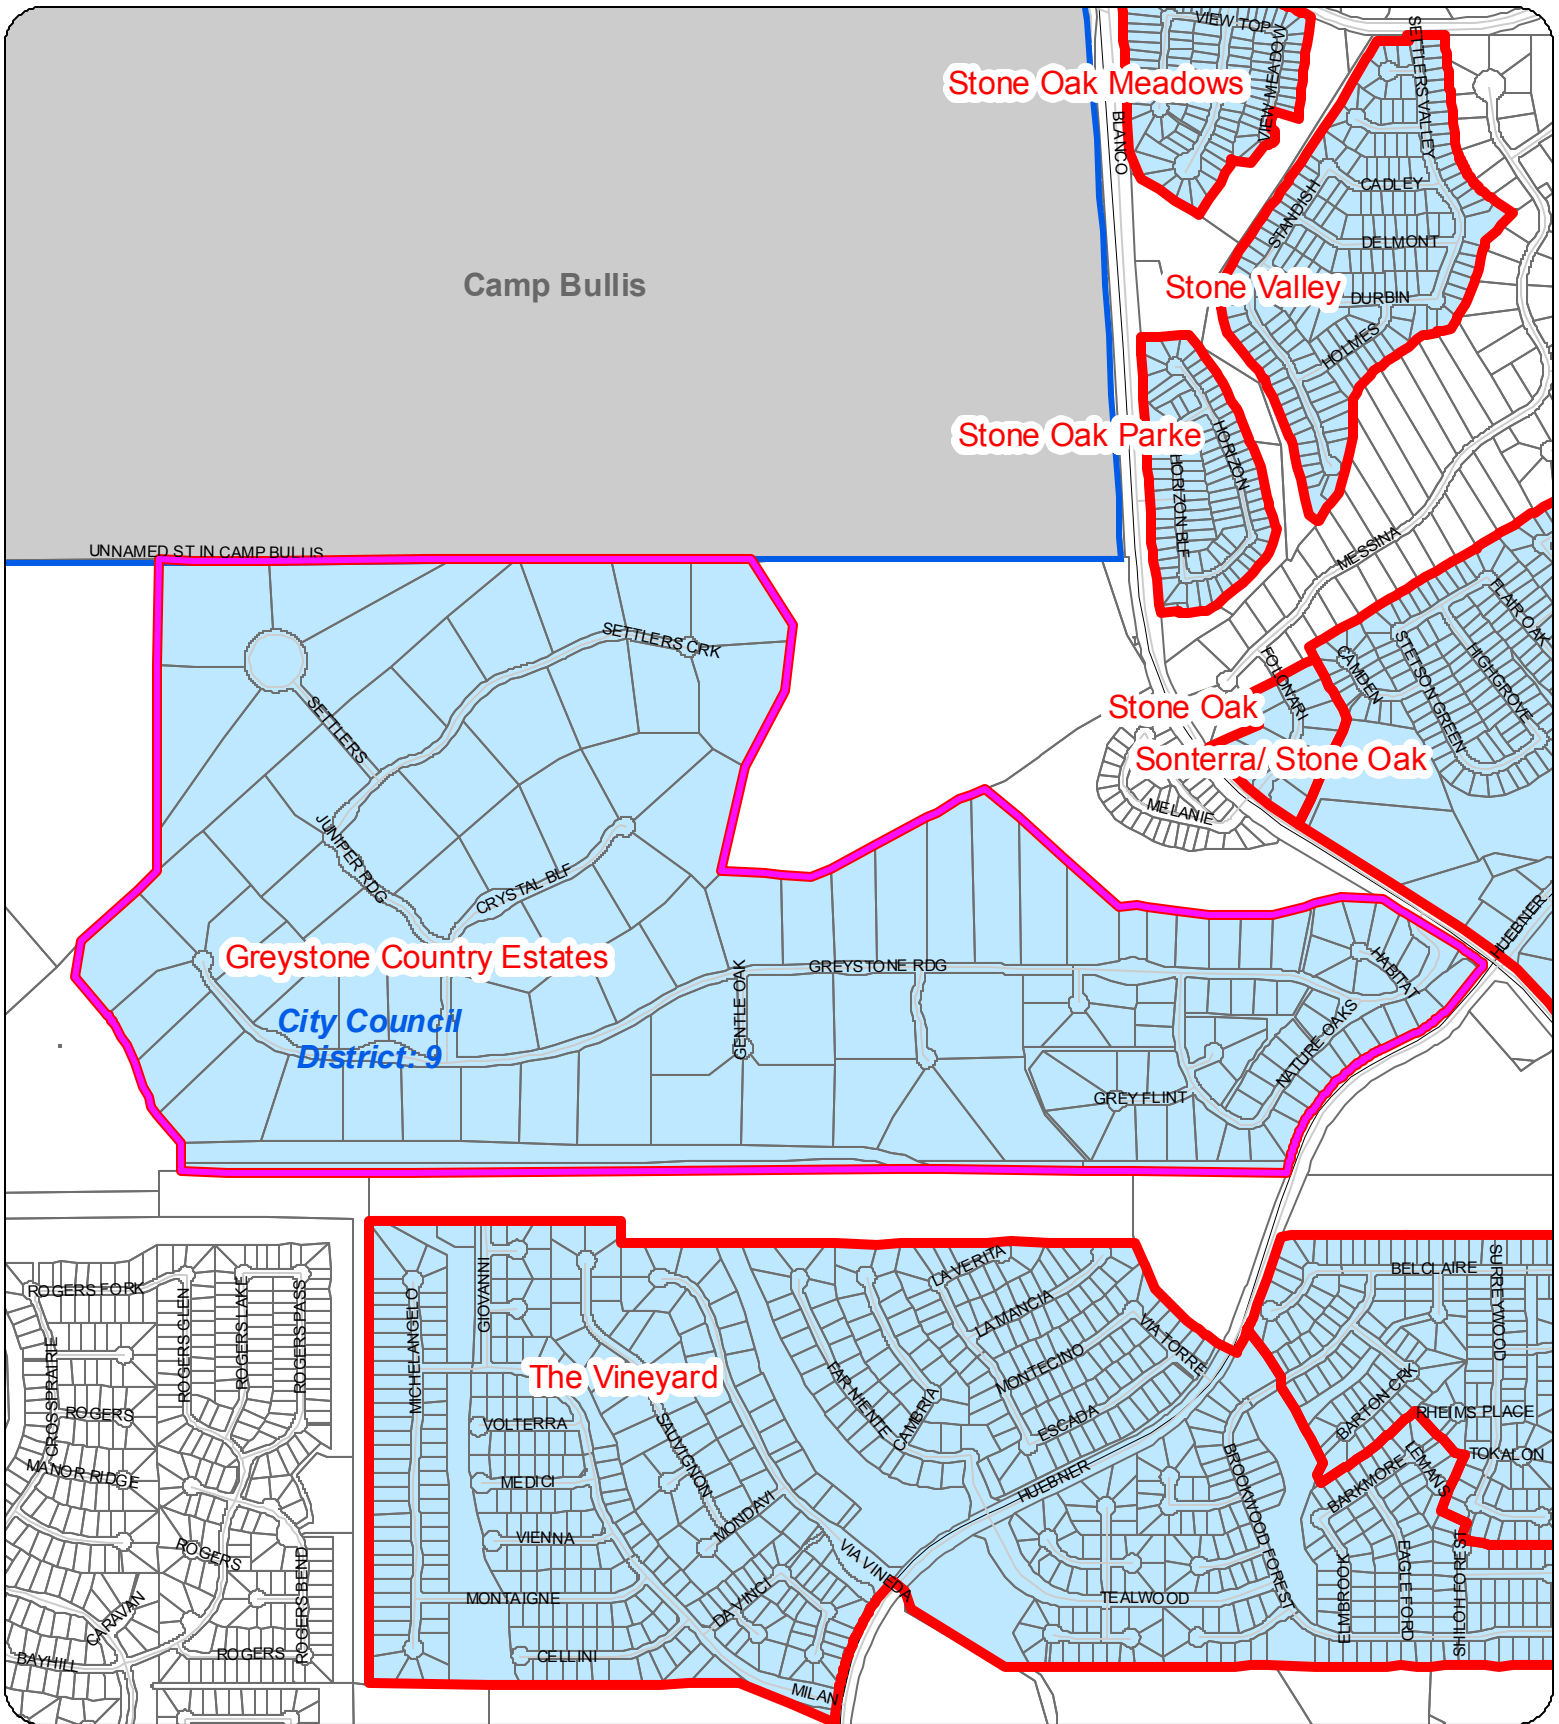 VIEW TOP
SETTLERS VALLEY
VIEW MEADOW
Stone Oak Meadows
BLANCO
CADLEY
STANDISH
DELMONT
Camp Bullis
Stone Valley
DURBIN
HOLMES
Stone Oak Parke
HORIZON
HORIZON BLF
UNNAMED ST IN CAMP BULLIS
MESSINA
FLAIR OAK
SETTLERS CRK
CAMDEN
STETSON GREEN
HIGHGROVE
FOLONARI
SETTLERS
Stone Oak
Sonterra/ Stone Oak
MELANIE
JUNIPER RDG
CRYSTAL BLF
HUEBNER
Greystone Country Estates
GREYSTONE RDG
HABITAT
GENTLE OAK
City Council
District: 9
NATURE OAKS
GREY FLINT
GIOVANNI
LA VERITA
BELCLAIRE
SURREYWOOD
ROGERS FORK
ROGERS GLEN
ROGERS LAKE
ROGERS PASS
MICHELANGELO
LA MANCIA
VIA TORRE
CROSSPRAIRIE
The Vineyard
MONTECINO
FAR NIENTE
CAMBRIA
BARTON CRK
ROGERS
VOLTERRA
SAUVIGNON
ESCADA
RHEIMS PLACE
MANOR RIDGE
MEDICI
HUEBNER
BROOKWOOD FOREST
BARKMORE
LEMANS
TOKALON
MONDAVI
VIENNA
ROGERS
ROGERS BEND
VIA VINEDA
ELMBROOK
EAGLE FORD
SHILOH FOREST
CARAVAN
MONTAIGNE
DA VINCI
TEALWOOD
BAYHILL
ROGERS
CELLINI
MILAN